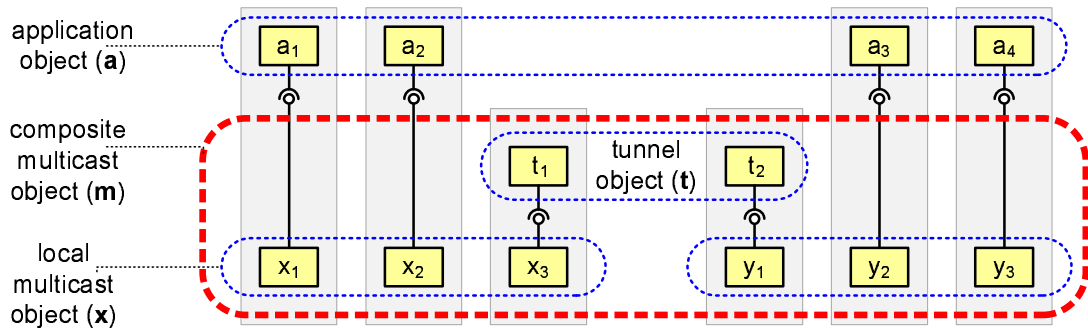 application
object (a)
a1
a2
a3
a4
composite
multicast
object (m)
t1
tunnel
object (t)
t2
local
multicast
object (x)
x1
x2
x3
y1
y2
y3